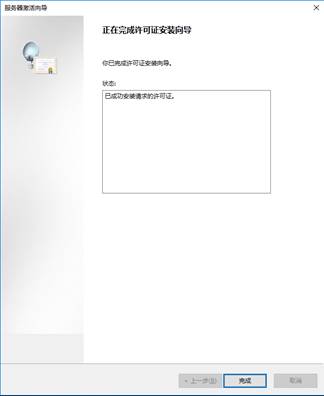 服务器激活向导
正在完成许可证安装向导
你已完成许可证安装向导。
状态:
已成功安装请求的许可证。
< 上一步(B)
完成
取消